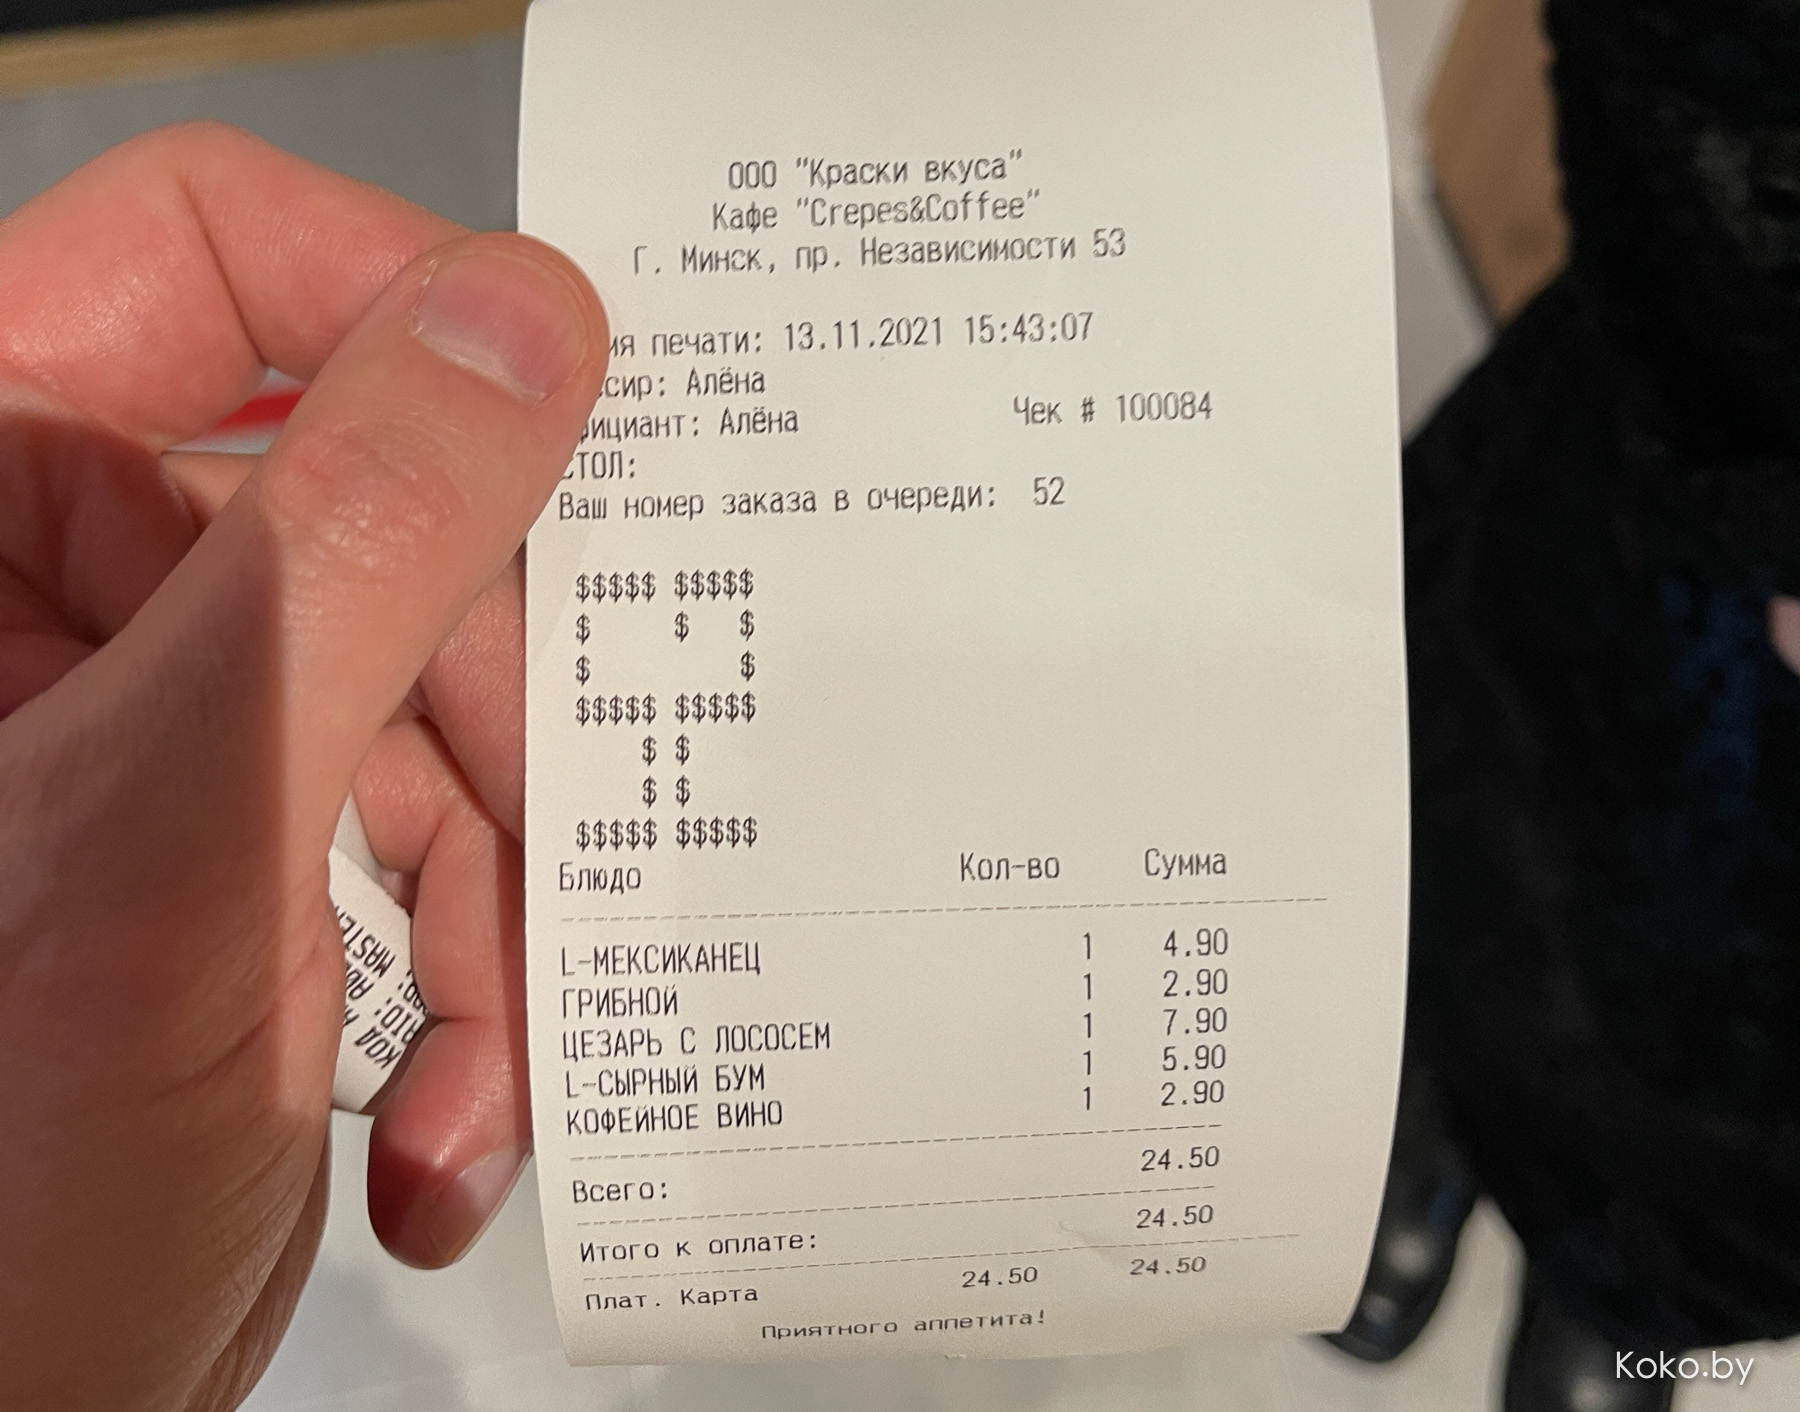 ООО "Краски вкуса"
Кафе "Crepes&Coffee"
Г. Минск, пр. Независимости 53
печати: 13.11.2021 15:43:07
Алёна
Алёна Чек # 100084
СТОЛ:
Ваш номер заказа в очереди: 52
$$$$$ $$$$$
$ $ $
$ $
$$$$$ $$$$$
$ $
$ $
$$$$$ $$$$$
Блюдо Кол-во Сумма
L-МЕКСИКАНЕЦ 1 4.90
ГРИБНОЙ 1 2.90
ЦЕЗАРЬ С ЛОСОСЕМ 1 7.90
L-СЫРНЫЙ БУМ 1 5.90
КОФЕЙНОЕ ВИНО 1 2.90
Всего: 24.50
Итого к оплате: 24.50
Плат. Карта 24.50 24.50
Приятного аппетита!
КОД
AID:
Koko.by